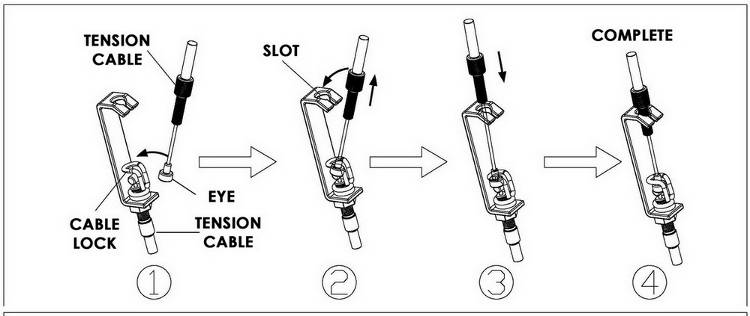 TENSION
CABLE
SLOT
COMPLETE
EYE
CABLE
LOCK
TENSION
CABLE
1
2
3
4